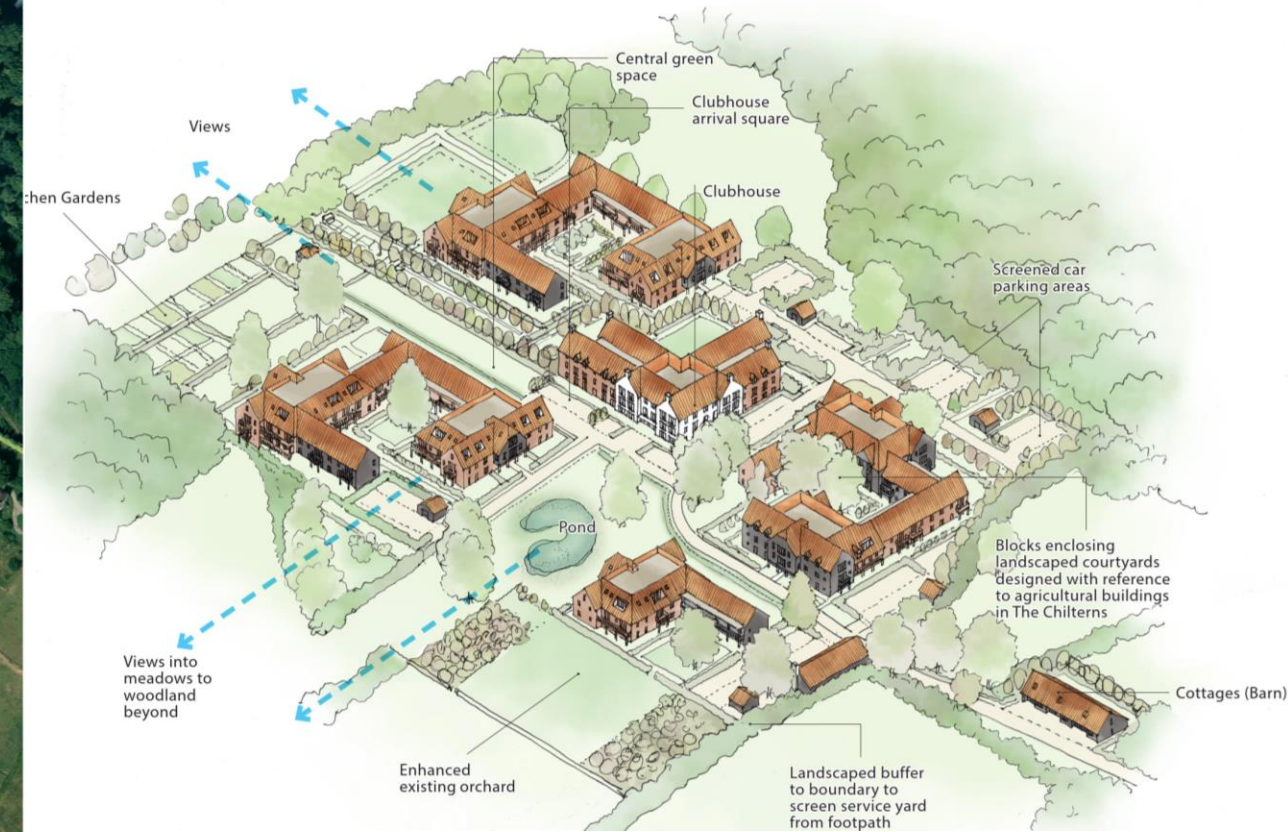 Central green
space
Clubhouse
arrival square
Views
Clubhouse
chen Gardens
Screened car
parking areas
Pond
Blocks enclosing
landscaped courtyards
designed with reference
to agricultural buildings
in The Chilterns
Views into
meadows to
woodland
beyond
Cottages (Barn)
Enhanced
existing orchard
Landscaped buffer
to boundary to
screen service yard
from footpath